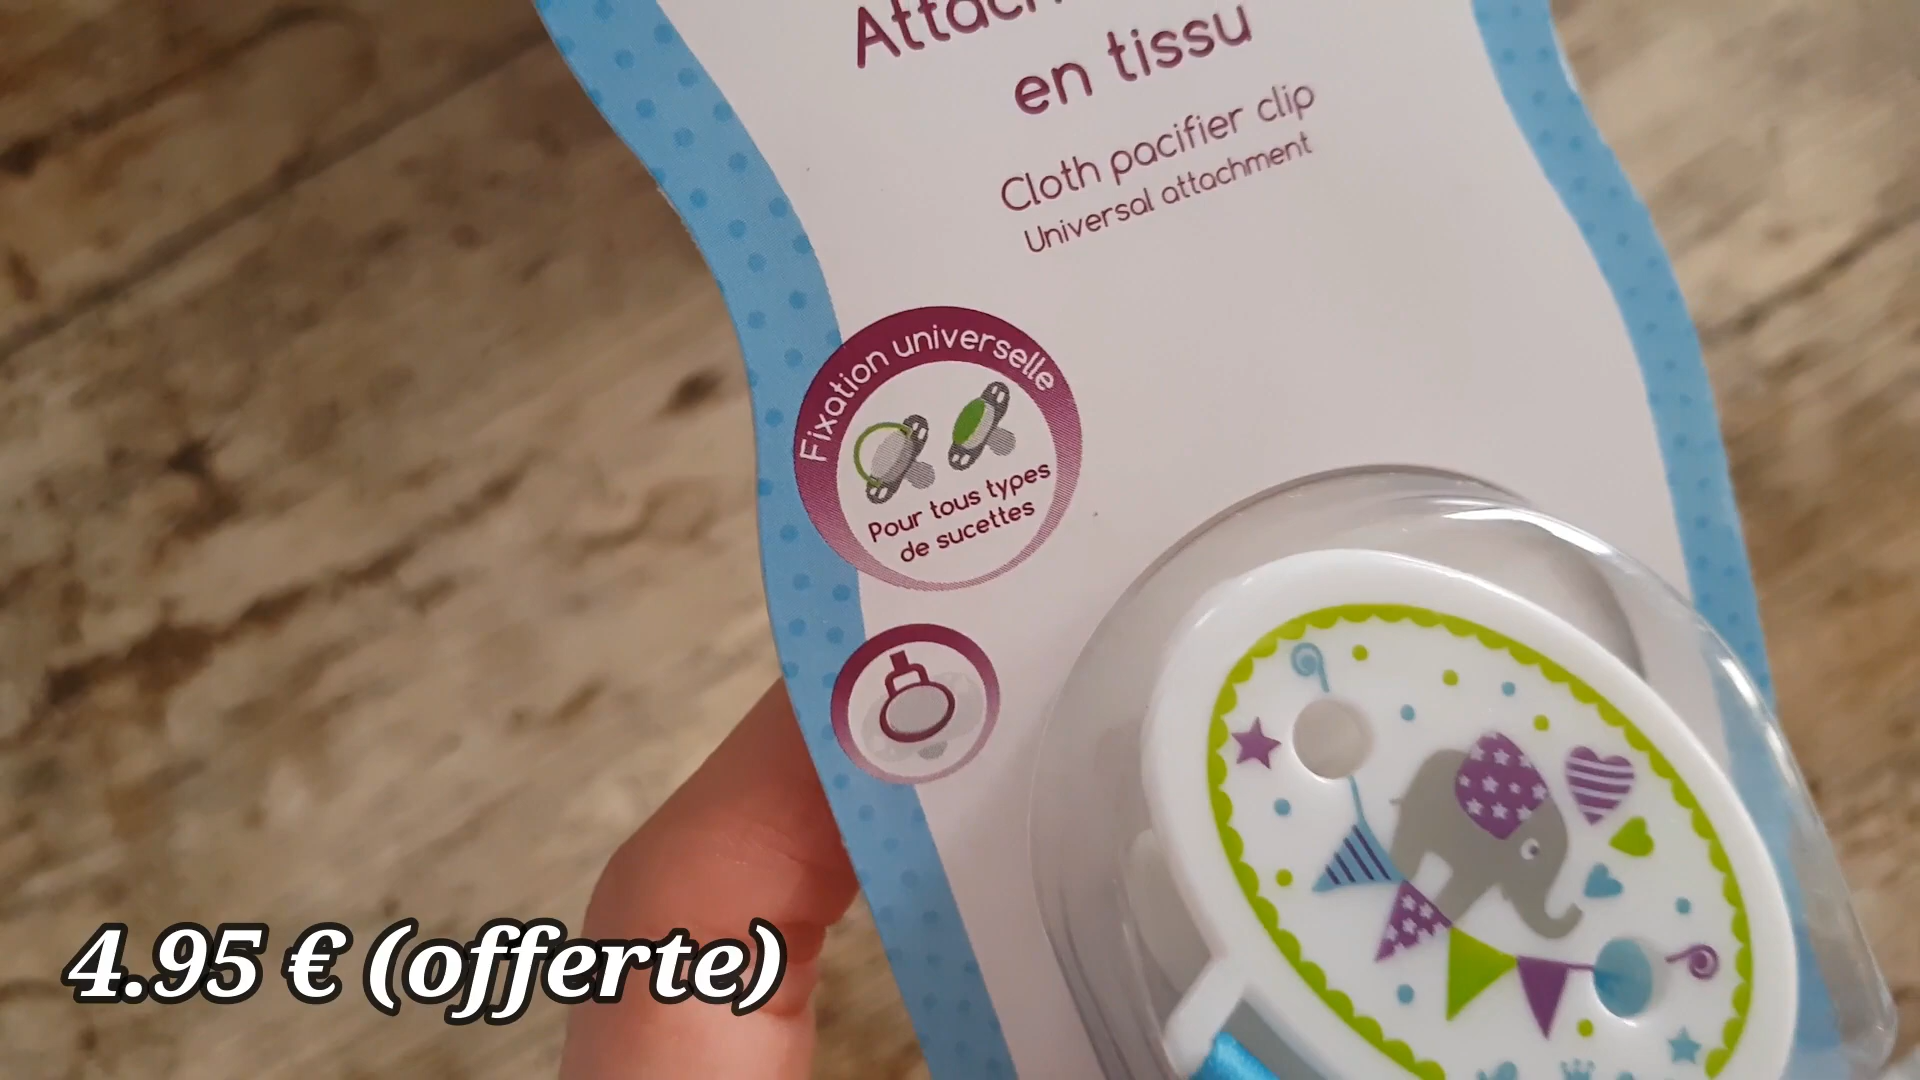 en tissu
Cloth pacifier clip
Universal attachment
Fixation universelle
Pour tous types
de sucettes
4.95 € (offerte)